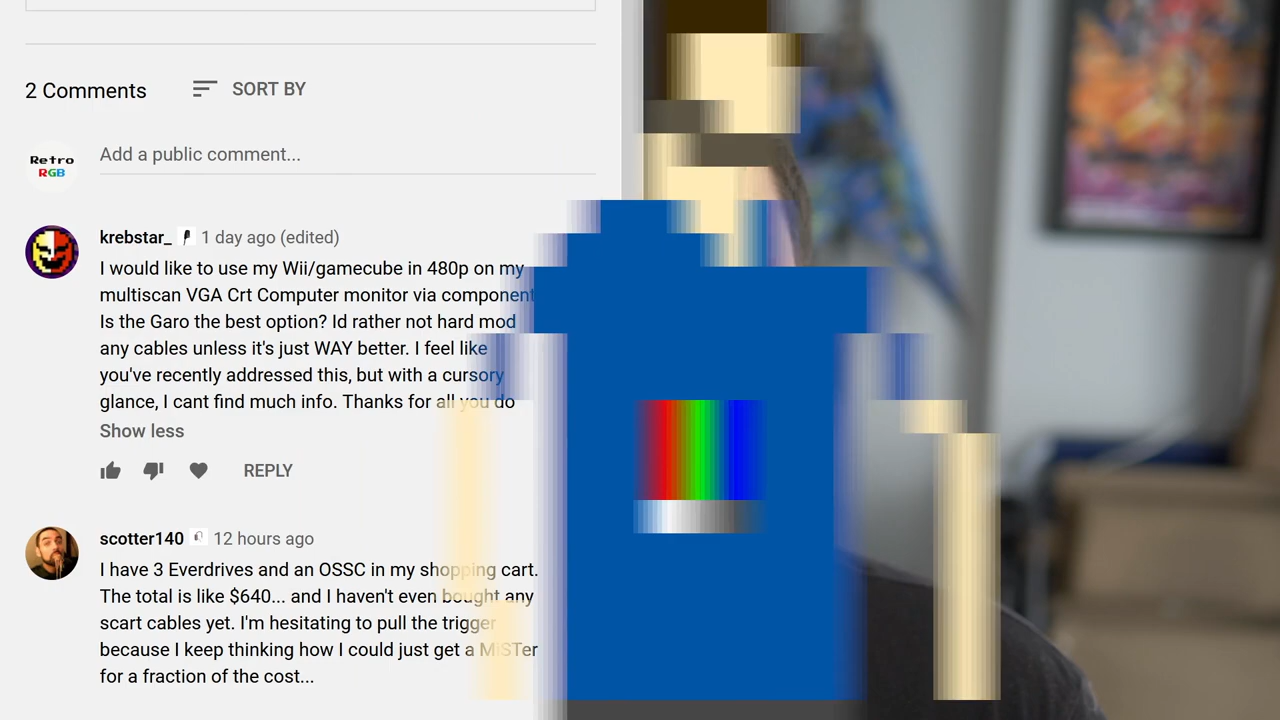 2 Comments
SORT BY
Retro
RGB
Add a public comment...
krebstar_ 1 day ago (edited)
I would like to use my Wii/gamecube in 480p on my
multiscan VGA Crt Computer monitor via component
Is the Garo the best option? Id rather not hard mod
any cables unless it's just WAY better. I feel like
you've recently addressed this, but with a cursory
glance, I cant find much info. Thanks for all you do
Show less
REPLY
scotter140 12 hours ago
I have 3 Everdrives and an OSSC in my shopping cart.
The total is like $640... and I haven't even bought any
scart cables yet. I'm hesitating to pull the trigger
because I keep thinking how I could just get a MiSTer
for a fraction of the cost...